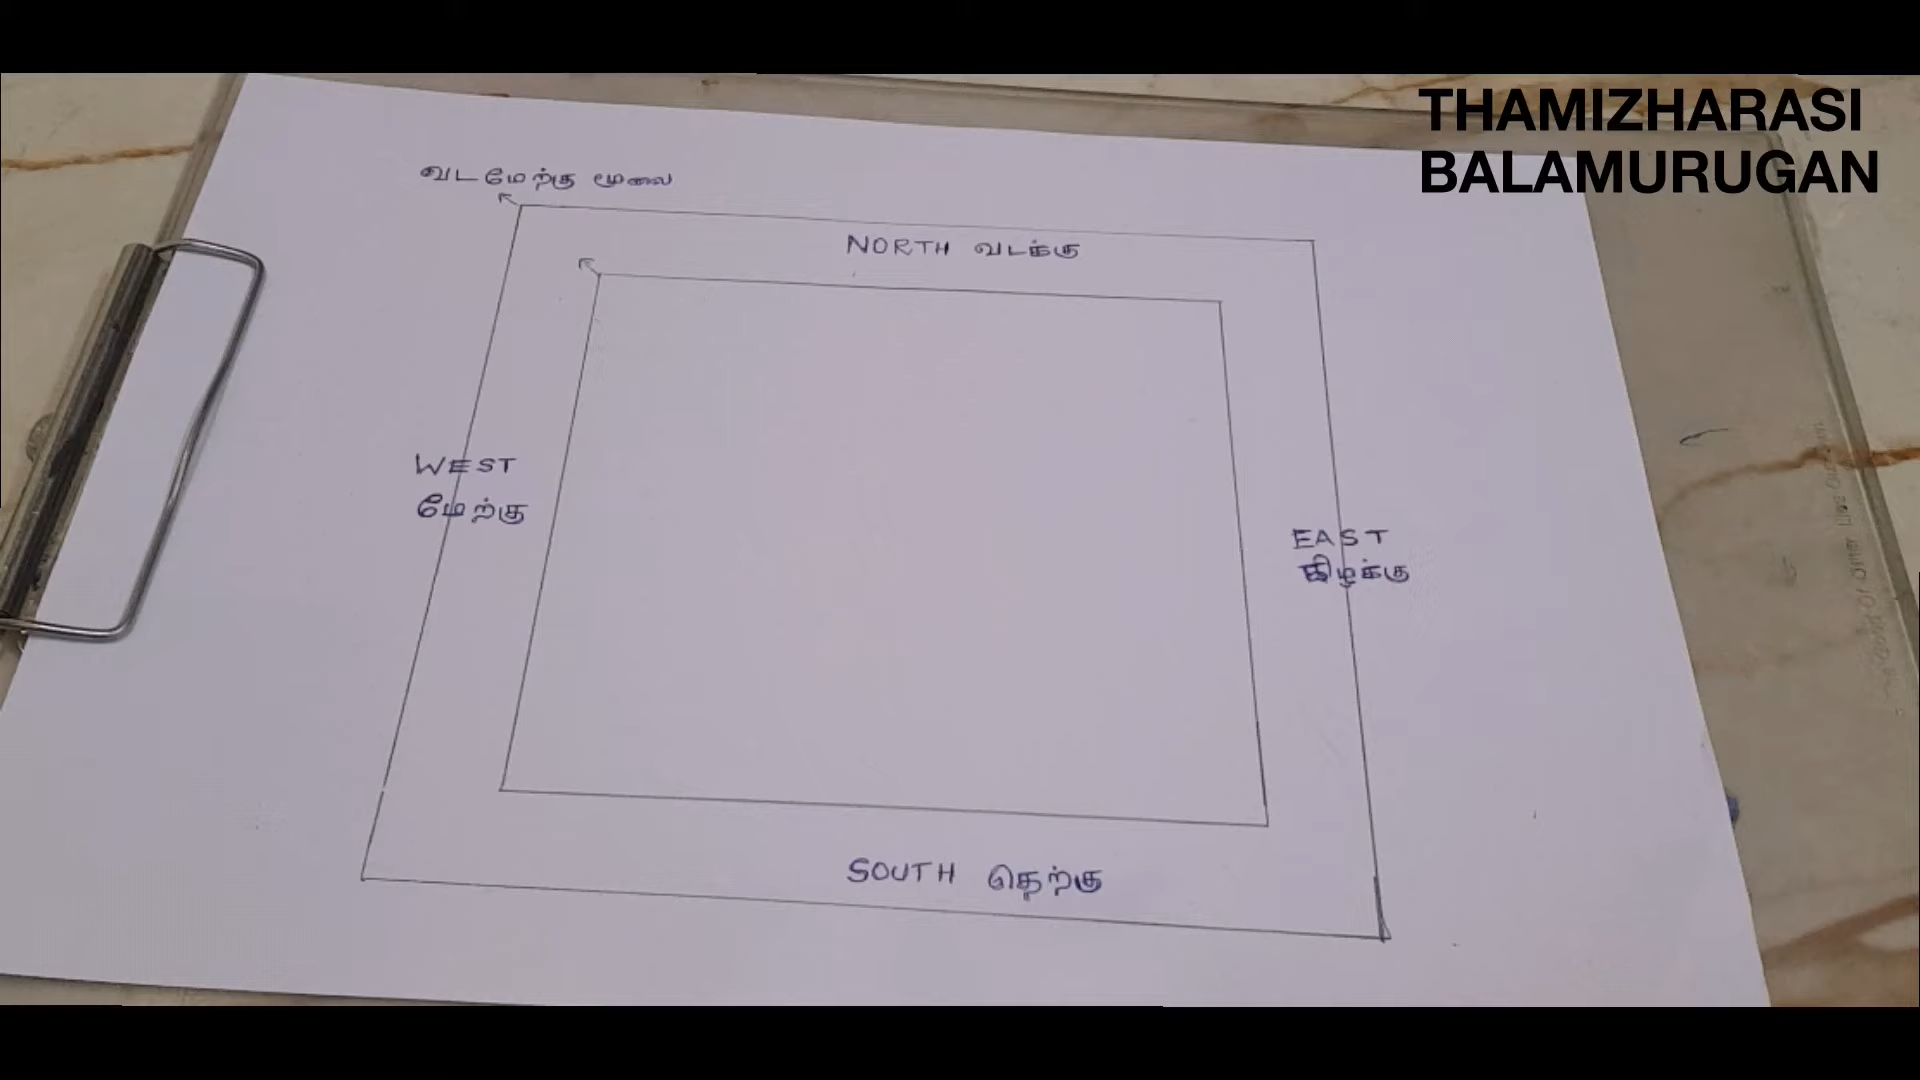 THAMIZHARASI
BALAMURUGAN
வடமேற்கு மூலை
NORTH வடக்கு
WEST
மேற்கு
EAST
கிழக்கு
SOUTH தெற்கு